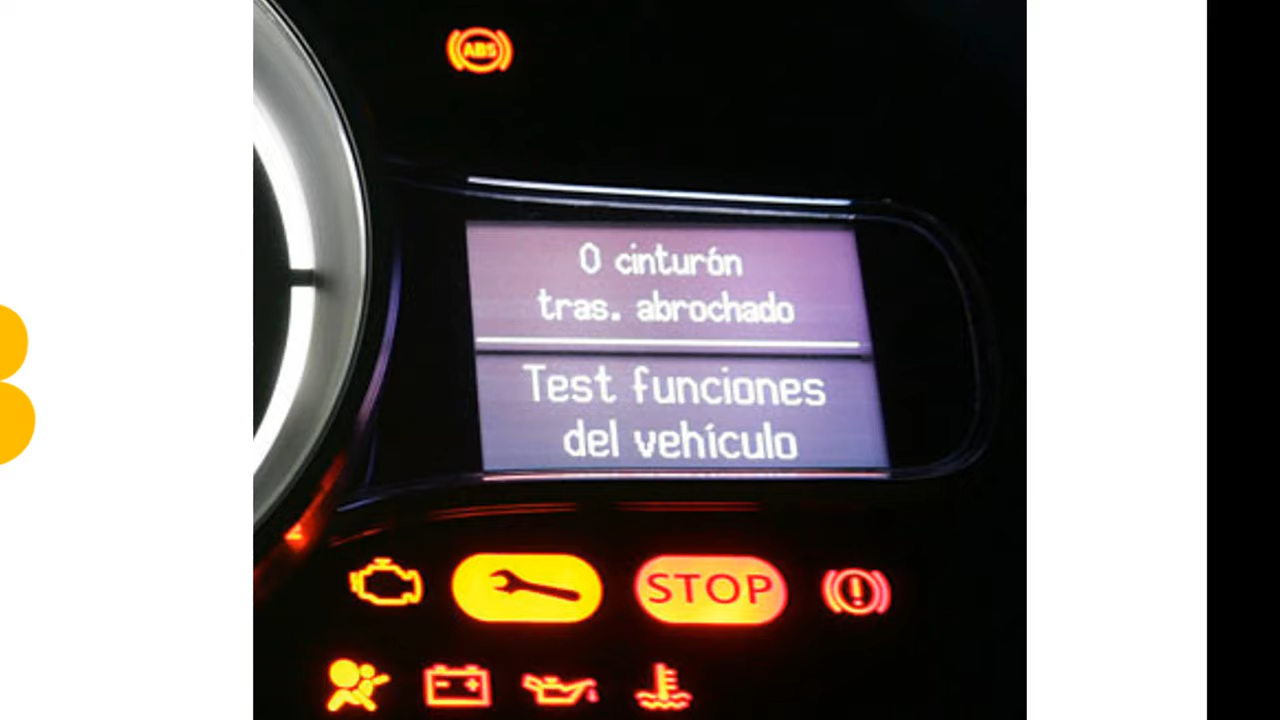 ABS
0 cinturón
tras. abrochado
Test funciones
del vehículo
STOP